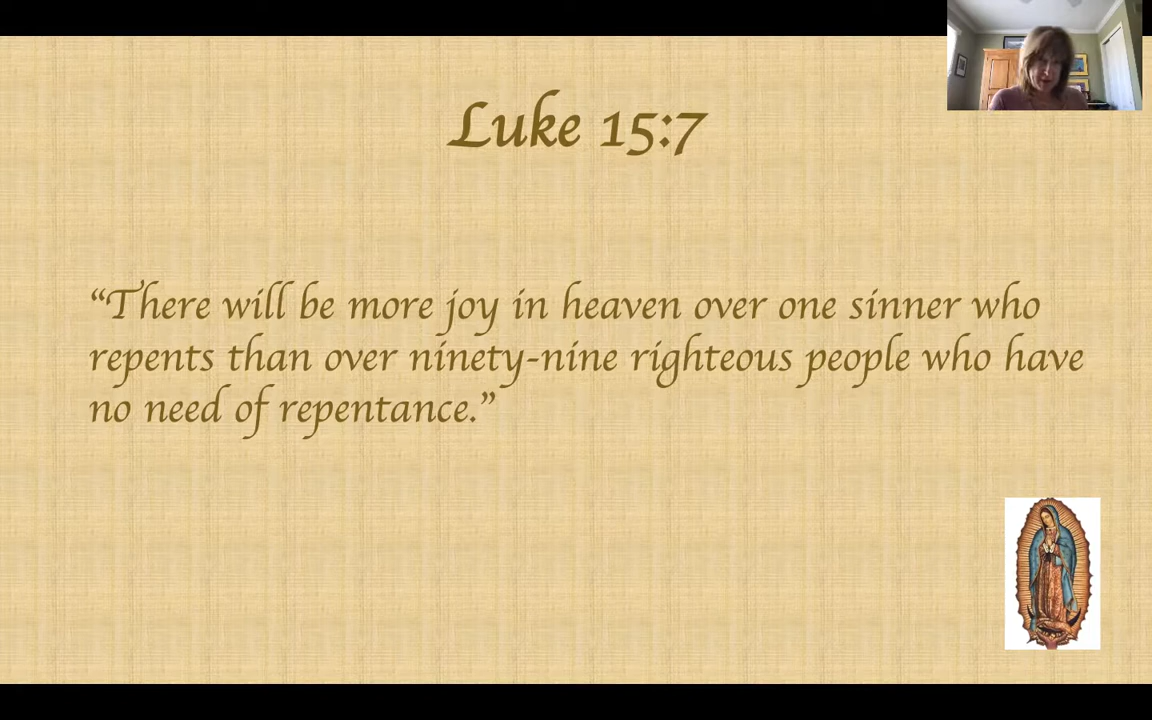 Luke 15:7
“There will be more joy in heaven over one sinner who
repents than over ninety-nine righteous people who have
no need of repentance.”